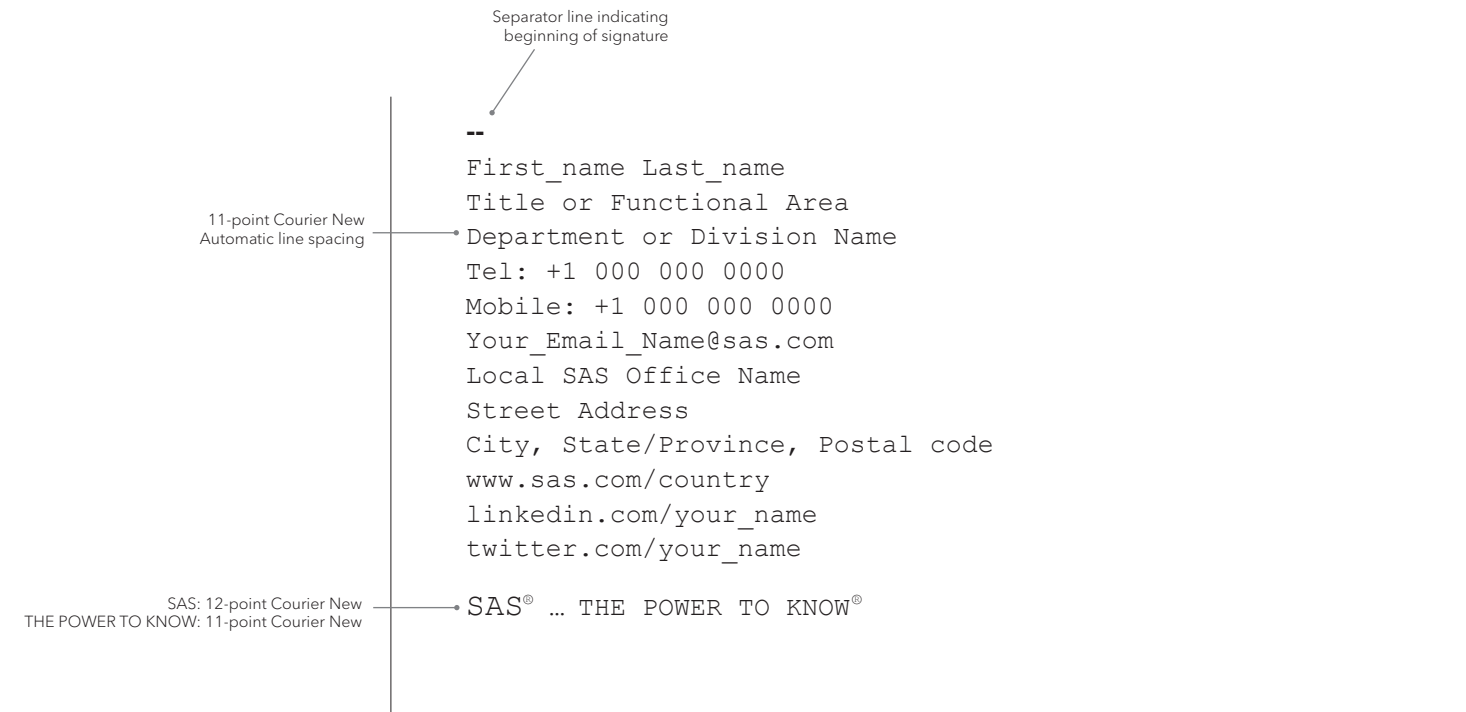 Separator line indicating
beginning of signature
--
First_name Last_name
Title or Functional Area
11-point Courier New
Automatic line spacing
Department or Division Name
Tel: +1 000 000 0000
Mobile: +1 000 000 0000
Your_Email_Name@sas.com
Local SAS Office Name
Street Address
City, State/Province, Postal code
www.sas.com/country
linkedin.com/your_name
twitter.com/your_name
SAS: 12-point Courier New
THE POWER TO KNOW: 11-point Courier New
SAS® … THE POWER TO KNOW®